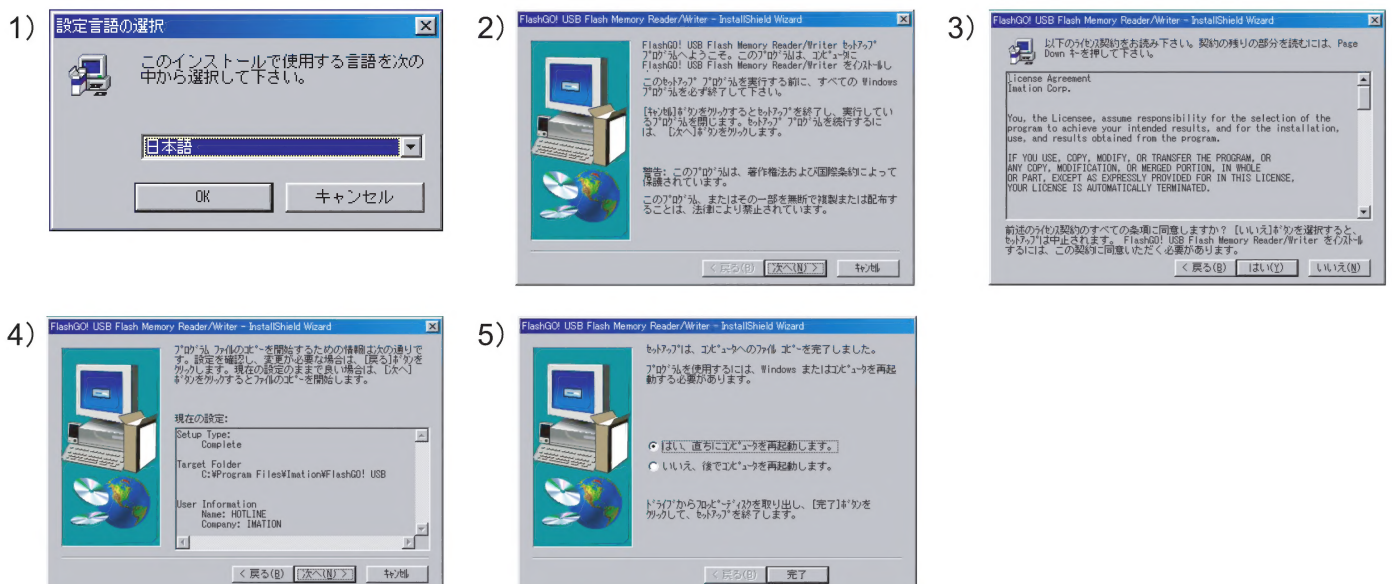 1)
設定言語の選択
このインストールで使用する言語を次の
中から選択して下さい。
日本語
OK
キャンセル
2)
FlashGO! USB Flash Memory Reader/Writer - InstallShield Wizard
FlashGO! USB Flash Memory Reader/Writer ｾｯﾄｱｯﾌﾟ
ﾌﾟﾛｸﾞﾗﾑへようこそ。このﾌﾟﾛｸﾞﾗﾑは、ｺﾝﾋﾟｭｰﾀに
FlashGO! USB Flash Memory Reader/Writer をｲﾝｽﾄｰﾙし
このｾｯﾄｱｯﾌﾟ ﾌﾟﾛｸﾞﾗﾑを実行する前に、すべての Windows
ﾌﾟﾛｸﾞﾗﾑを必ず終了して下さい。
[ｷｬﾝｾﾙ]ﾎﾞﾀﾝをｸﾘｯｸするとｾｯﾄｱｯﾌﾟを終了し、実行してい
るﾌﾟﾛｸﾞﾗﾑを閉じます。ｾｯﾄｱｯﾌﾟ ﾌﾟﾛｸﾞﾗﾑを続行するに
は、[次へ]ﾎﾞﾀﾝをｸﾘｯｸします。
警告: このﾌﾟﾛｸﾞﾗﾑは、著作権法および国際条約によって
保護されています。
このﾌﾟﾛｸﾞﾗﾑ、またはその一部を無断で複製または配布す
ることは、法律により禁止されています。
< 戻る(B)
次へ(N) >
ｷｬﾝｾﾙ
3)
FlashGO! USB Flash Memory Reader/Writer - InstallShield Wizard
以下のﾗｲｾﾝｽ契約をお読み下さい。契約の残りの部分を読むには、Page
Down ｷｰを押して下さい。
License Agreement
Imation Corp.
You, the Licensee, assume responsibility for the selection of the
program to achieve your intended results, and for the installation,
use, and results obtained from the program.
IF YOU USE, COPY, MODIFY, OR TRANSFER THE PROGRAM, OR
ANY COPY, MODIFICATION, OR MERGED PORTION, IN WHOLE
OR PART, EXCEPT AS EXPRESSLY PROVIDED FOR IN THIS LICENSE,
YOUR LICENSE IS AUTOMATICALLY TERMINATED.
前述のﾗｲｾﾝｽ契約のすべての条項に同意しますか? [いいえ]ﾎﾞﾀﾝを選択すると、
ｾｯﾄｱｯﾌﾟは中止されます。 FlashGO! USB Flash Memory Reader/Writer をｲﾝｽﾄｰﾙ
するには、この契約に同意いただく必要があります。
< 戻る(B)
はい(Y)
いいえ(N)
4)
FlashGO! USB Flash Memory Reader/Writer - InstallShield Wizard
ﾌﾟﾛｸﾞﾗﾑ ﾌｧｲﾙのｺﾋﾟｰを開始するための情報は次の通りで
す。設定を確認し、変更が必要な場合は、[戻る]ﾎﾞﾀﾝを
ｸﾘｯｸします。現在の設定のままで良い場合は、[次へ]
ﾎﾞﾀﾝをｸﾘｯｸするとﾌｧｲﾙのｺﾋﾟｰを開始します。
現在の設定:
Setup Type:
Complete
Target Folder
C:¥Program Files¥Imation¥FlashGO! USB
User Information
Name: HOTLINE
Company: IMATION
< 戻る(B)
次へ(N) >
ｷｬﾝｾﾙ
5)
FlashGO! USB Flash Memory Reader/Writer - InstallShield Wizard
ｾｯﾄｱｯﾌﾟは、ｺﾝﾋﾟｭｰﾀへのﾌｧｲﾙ ｺﾋﾟｰを完了しました。
ﾌﾟﾛｸﾞﾗﾑを使用するには、Windows またはｺﾝﾋﾟｭｰﾀを再起
動する必要があります。
はい、直ちにｺﾝﾋﾟｭｰﾀを再起動します。
いいえ、後でｺﾝﾋﾟｭｰﾀを再起動します。
ﾄﾞﾗｲﾌﾞからﾌﾛｯﾋﾟｰﾃﾞｨｽｸを取り出し、[完了]ﾎﾞﾀﾝを
ｸﾘｯｸして、ｾｯﾄｱｯﾌﾟを終了します。
< 戻る(B)
完了